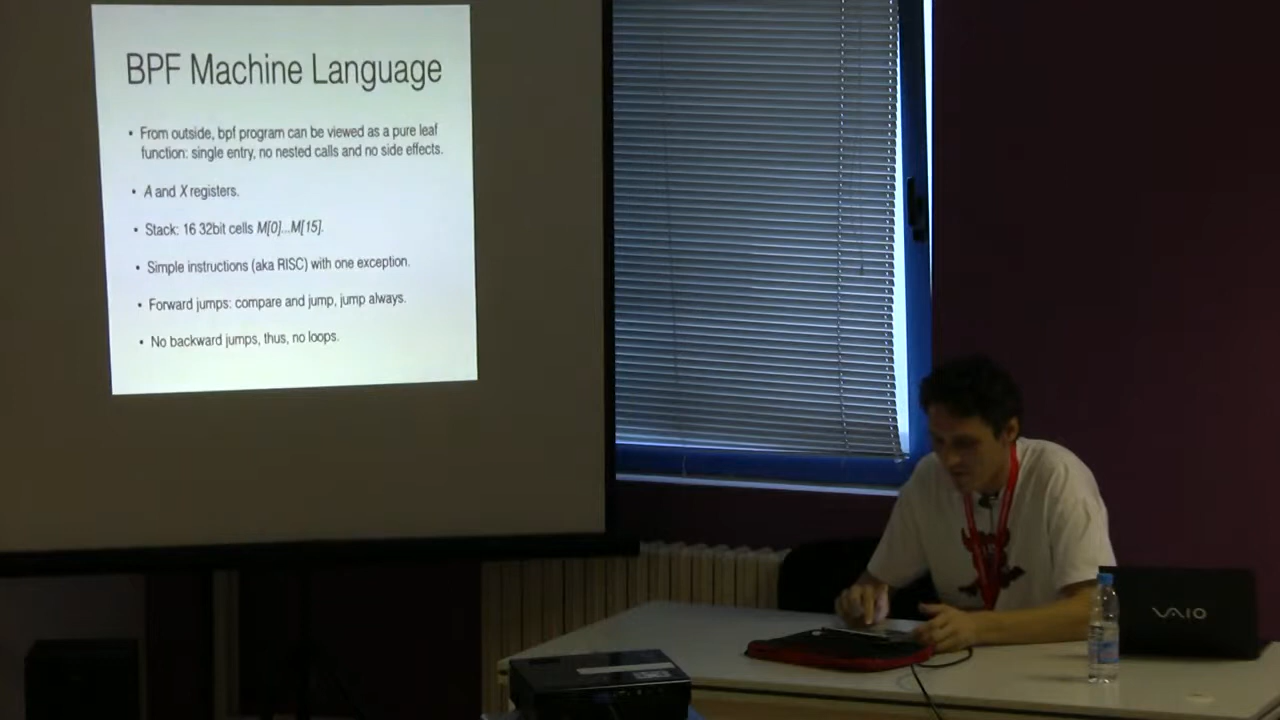 BPF Machine Language
• From outside, bpf program can be viewed as a pure leaf
function: single entry, no nested calls and no side effects.
• A and X registers.
• Stack: 16 32bit cells M[0]...M[15].
• Simple instructions (aka RISC) with one exception.
• Forward jumps: compare and jump, jump always.
• No backward jumps, thus, no loops.
VAIO